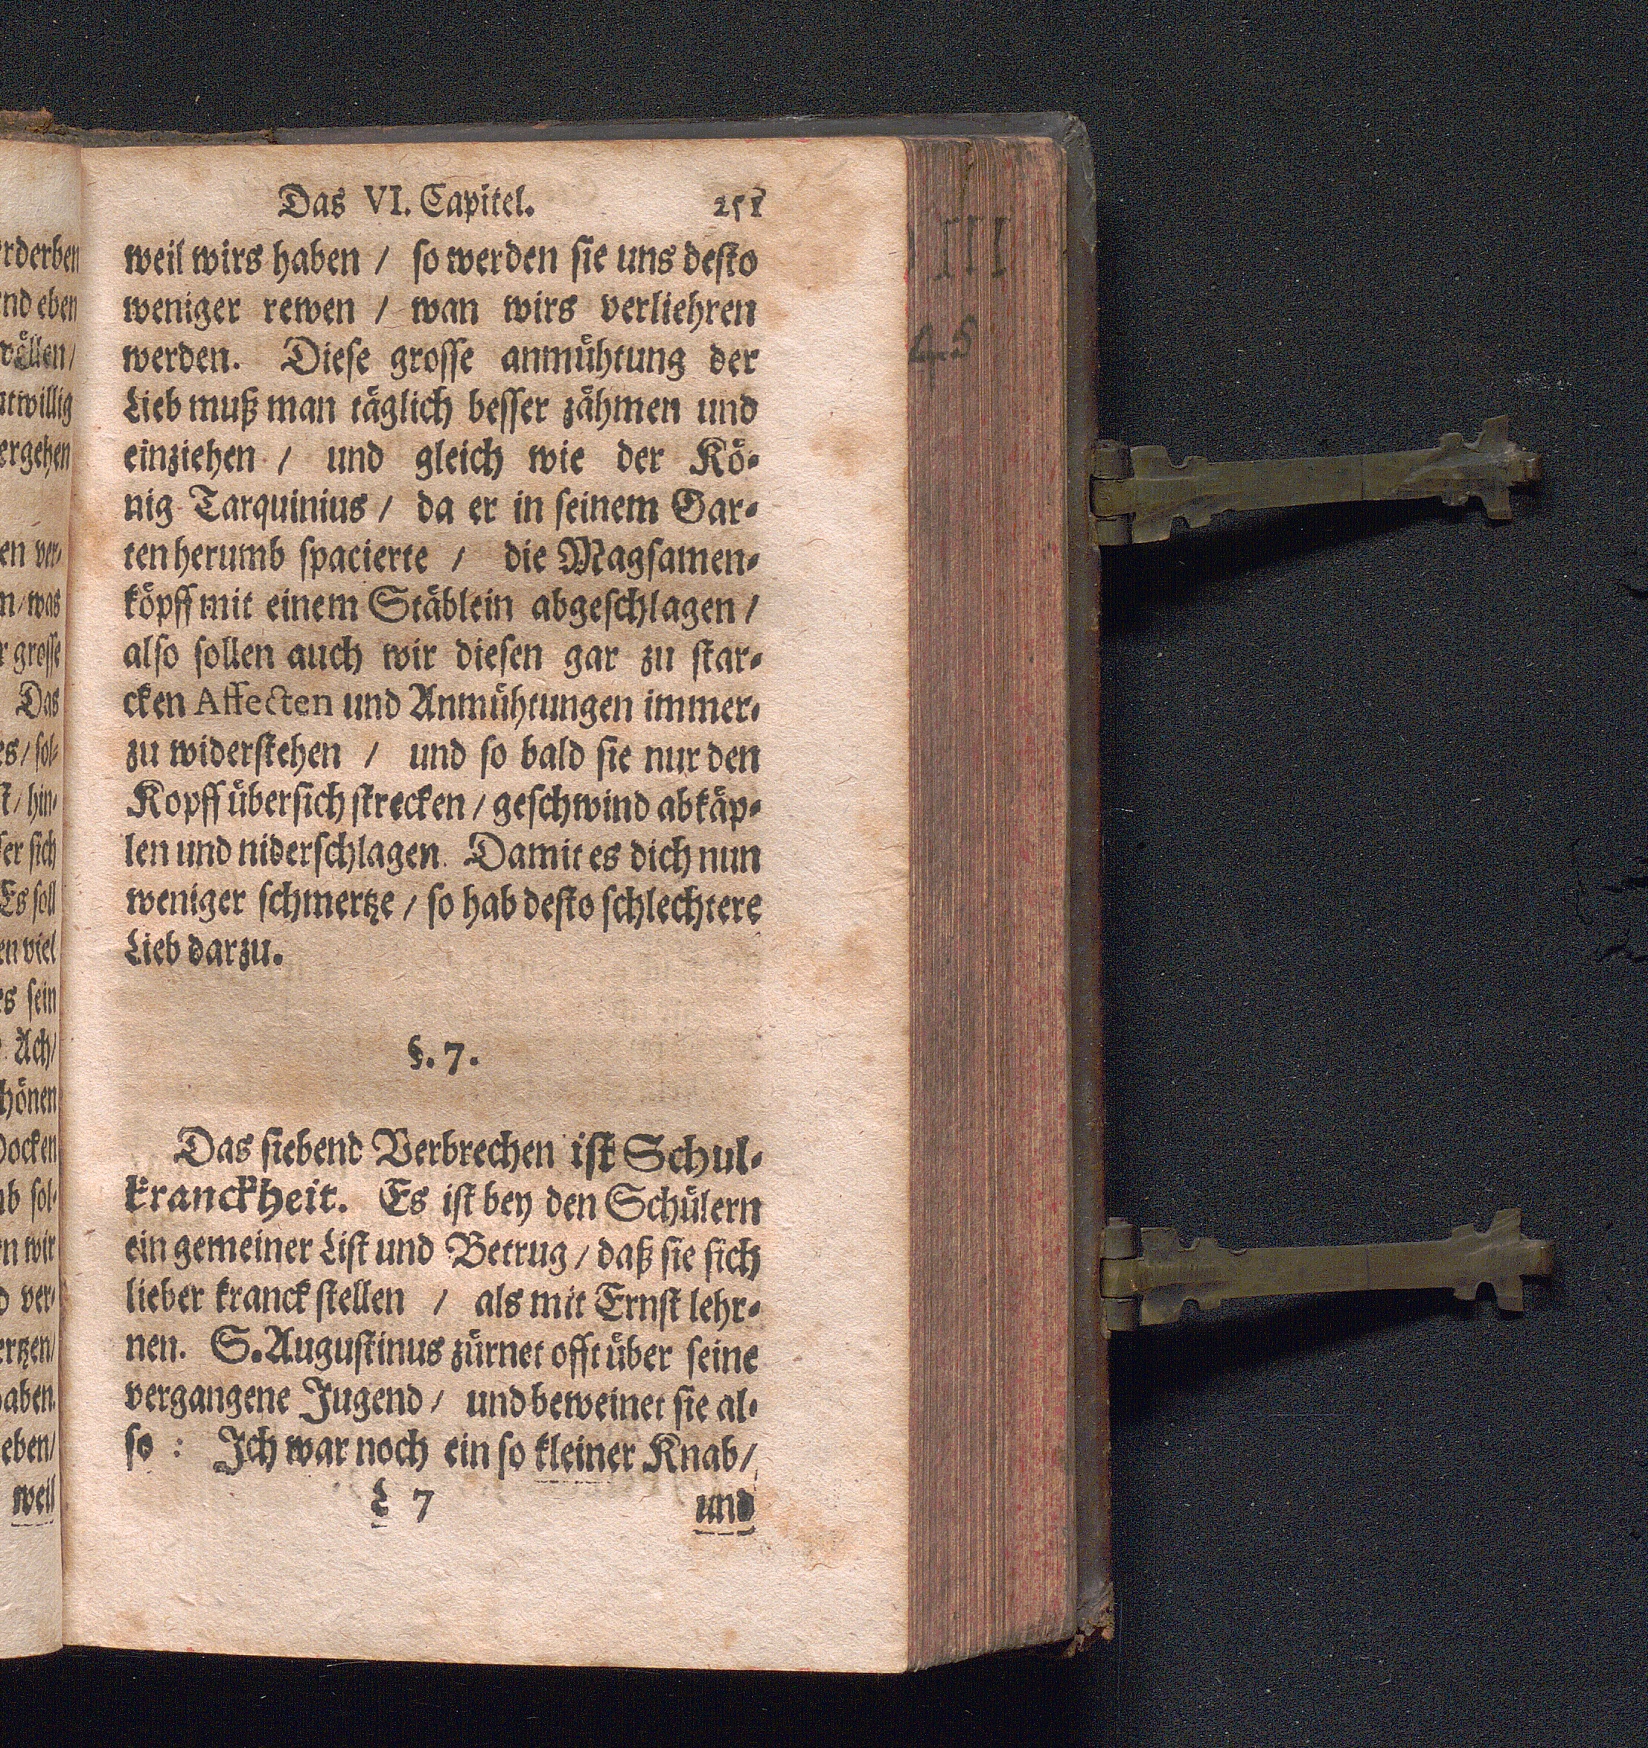 Das VI. Capitel. 251
weil wirs haben / so werden sie uns desto
weniger rewen / wan wirs verliehren
werden. Diese grosse anmühtung der
Lieb muß man täglich besser zähmen und
einziehen / und gleich wie der Kö-
nig Tarquinius / da er in seinem Gar-
ten herumb spacierte / die Magsamen-
köpff mit einem Stäblein abgeschlagen /
also sollen auch wir diesen gar zu star-
cken Affecten und Anmühtungen immer-
zu widerstehen / und so bald sie nur den
Kopff übersich strecken / geschwind abkäp-
len und niderschlagen. Damit es dich nun
weniger schmertze / so hab desto schlechtere
Lieb darzu.
§. 7.
Das siebend Verbrechen ist Schul-
kranckheit. Es ist bey den Schülern
ein gemeiner List und Betrug / daß sie sich
lieber kranck stellen / als mit Ernst lehr-
nen. S. Augustinus zürnet offt über seine
vergangene Jugend / und beweinet sie al-
so : Ich war noch ein so kleiner Knab /
L 7 und